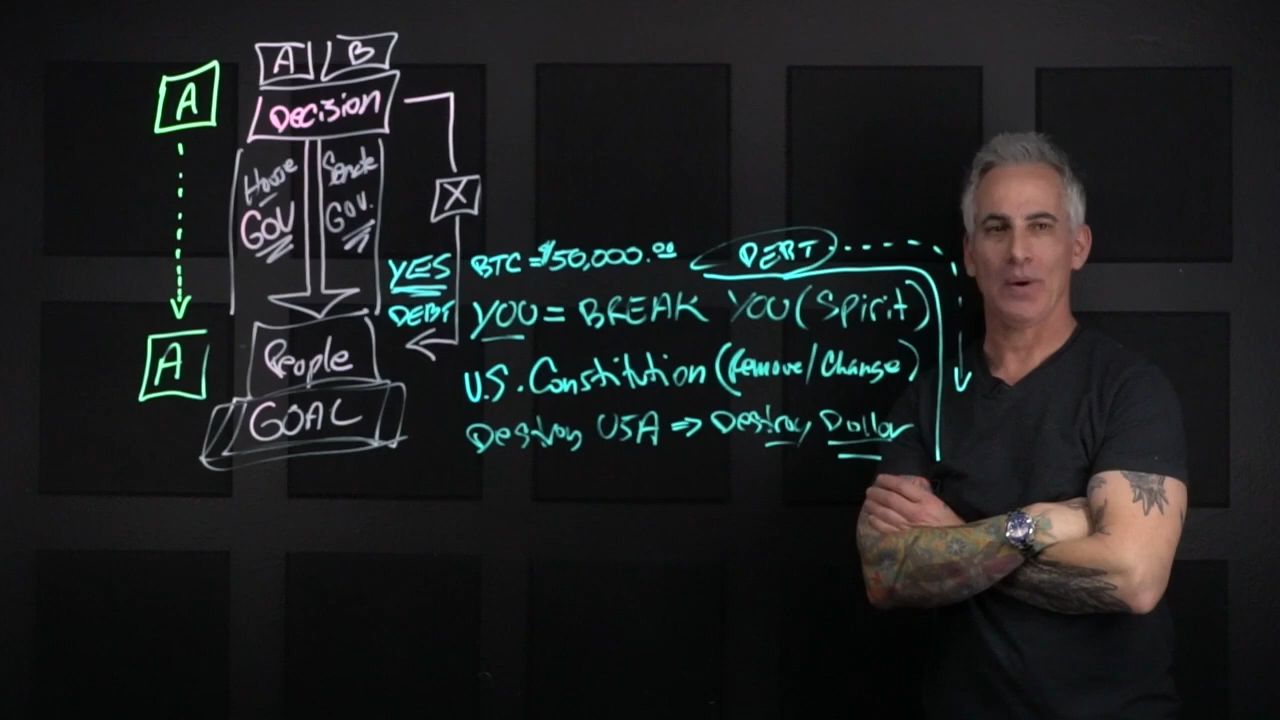 A B
A
Decision
House Senate
GOV GOV.
X
YES BTC = $50,000.00 DEBT
DEBT YOU = BREAK YOU (Spirit)
People
A
U.S. Constitution (Remove/Change)
GOAL
Destroy USA ⇒ Destroy Dollar